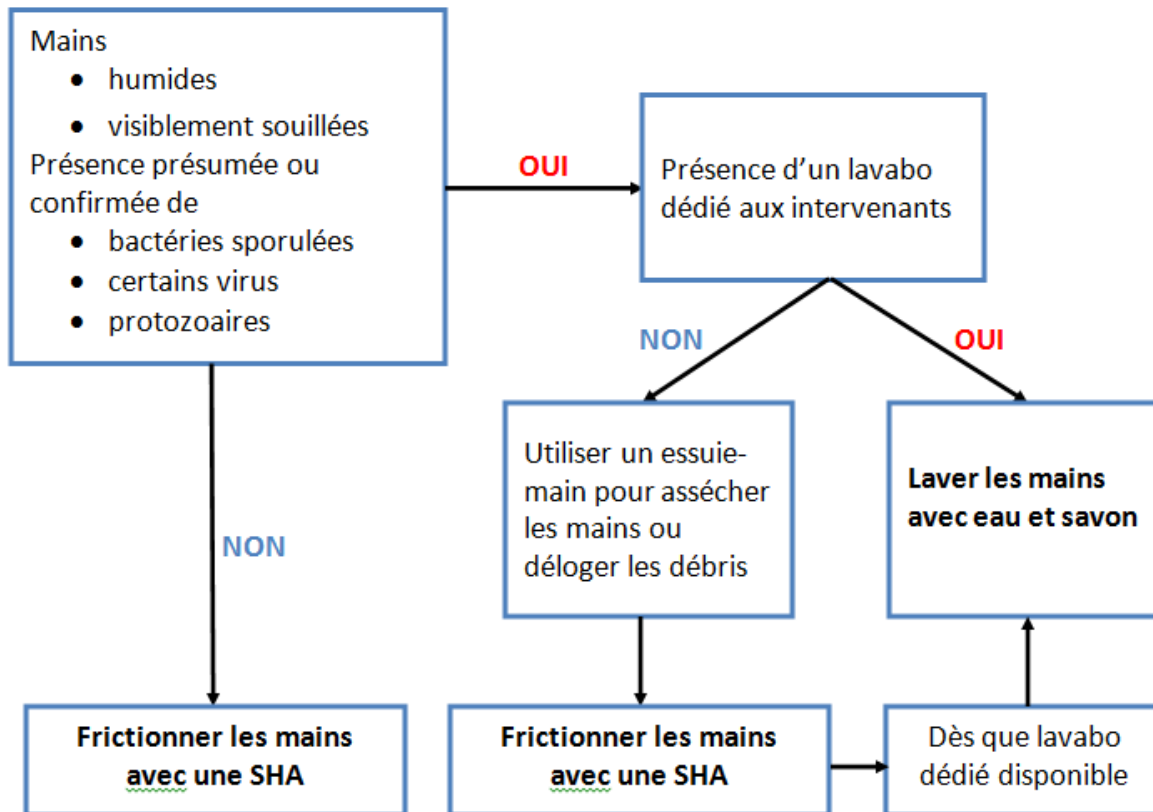 Mains
• humides
• visiblement souillées
Présence présumée ou
confirmée de
• bactéries sporulées
• certains virus
• protozoaires
OUI
Présence d’un lavabo
dédié aux intervenants
NON
OUI
Utiliser un essuie-
main pour assécher
les mains ou
déloger les débris
Laver les mains
avec eau et savon
NON
Frictionner les mains
avec une SHA
Frictionner les mains
avec une SHA
Dès que lavabo
dédié disponible